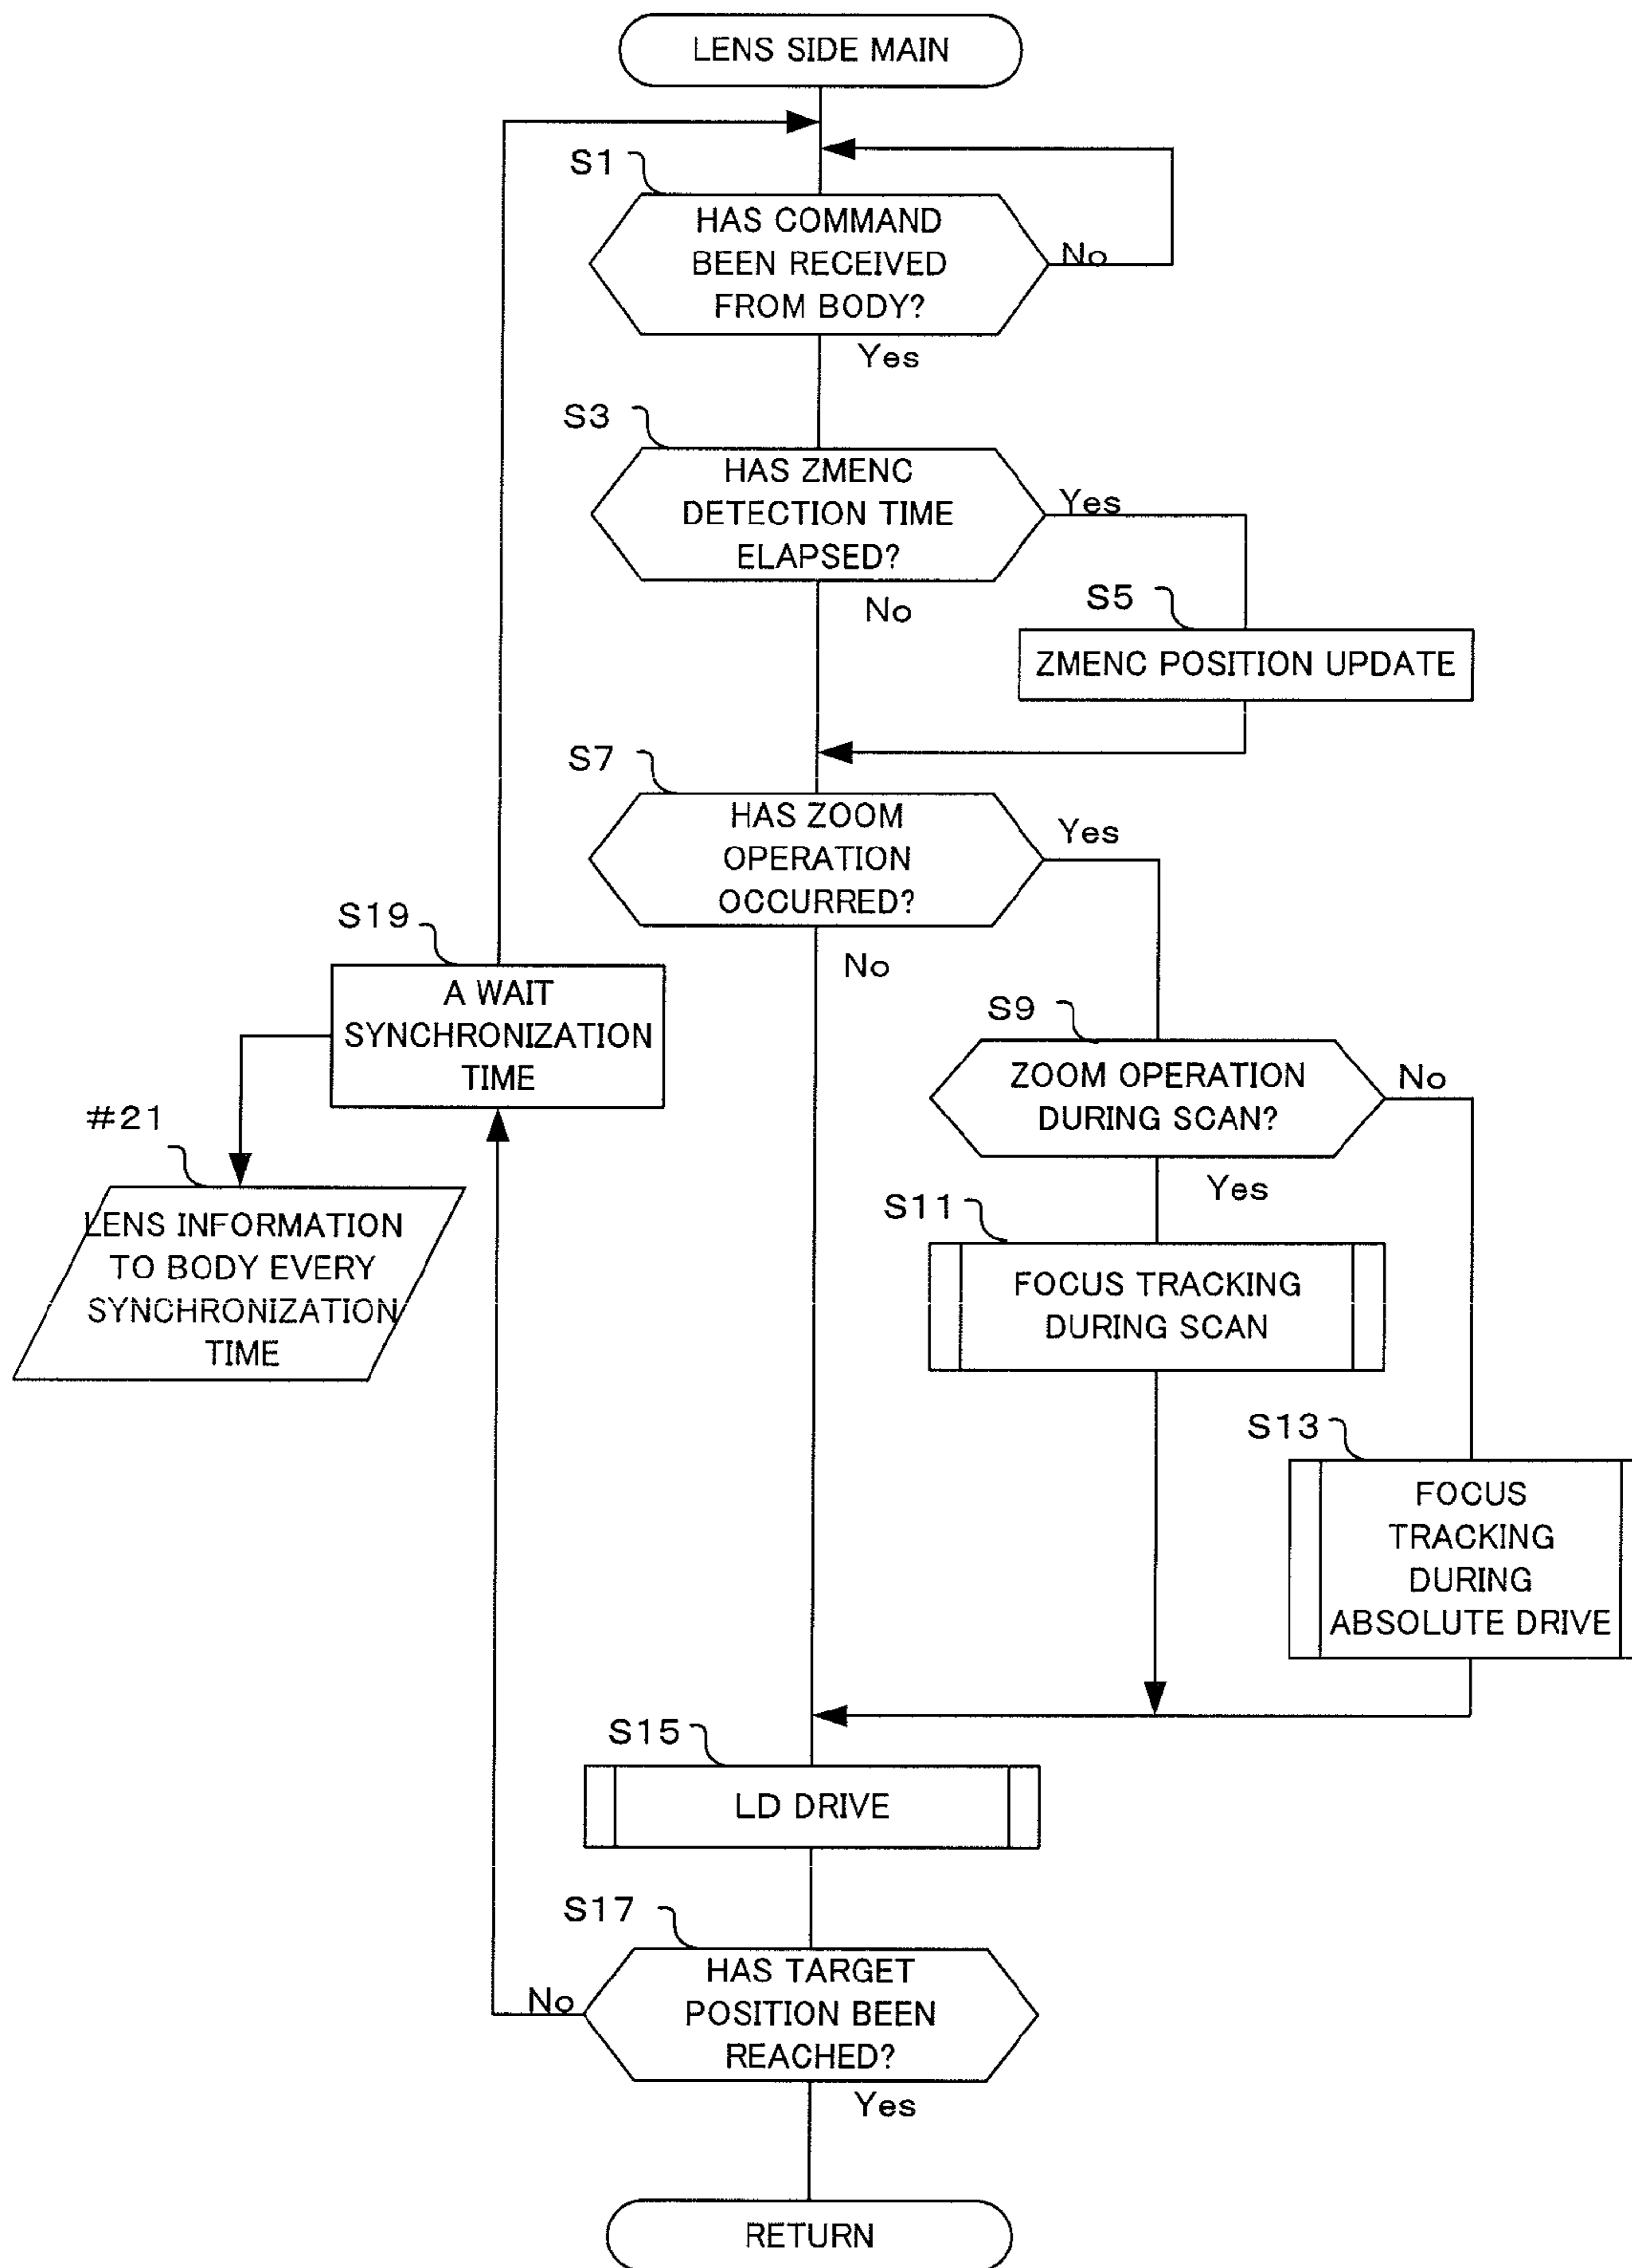 LENS SIDE MAIN
S1
HAS COMMAND
BEEN RECEIVED
FROM BODY?
No
Yes
S3
HAS ZMENC
DETECTION TIME
ELAPSED?
Yes
No
S5
ZMENC POSITION UPDATE
S7
HAS ZOOM
OPERATION
OCCURRED?
Yes
No
S19
A WAIT
SYNCHRONIZATION
TIME
S9
ZOOM OPERATION
DURING SCAN?
No
Yes
#21
LENS INFORMATION
TO BODY EVERY
SYNCHRONIZATION
TIME
S11
FOCUS TRACKING
DURING SCAN
S13
FOCUS
TRACKING
DURING
ABSOLUTE DRIVE
S15
LD DRIVE
S17
HAS TARGET
POSITION BEEN
REACHED?
No
Yes
RETURN